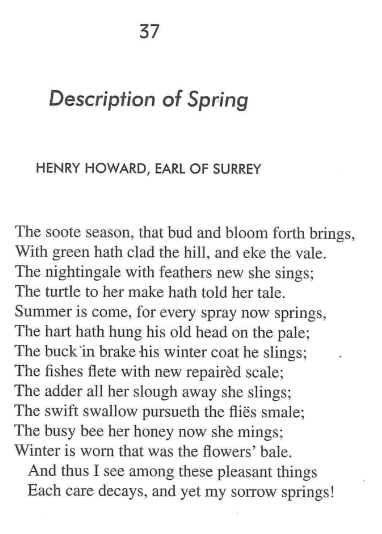 37
Description of Spring
HENRY HOWARD, EARL OF SURREY
The soote season, that bud and bloom forth brings,
With green hath clad the hill, and eke the vale.
The nightingale with feathers new she sings;
The turtle to her make hath told her tale.
Summer is come, for every spray now springs,
The hart hath hung his old head on the pale;
The buck in brake his winter coat he slings;
The fishes flete with new repairèd scale;
The adder all her slough away she slings;
The swift swallow pursueth the fliës smale;
The busy bee her honey now she mings;
Winter is worn that was the flowers' bale.
And thus I see among these pleasant things
Each care decays, and yet my sorrow springs!